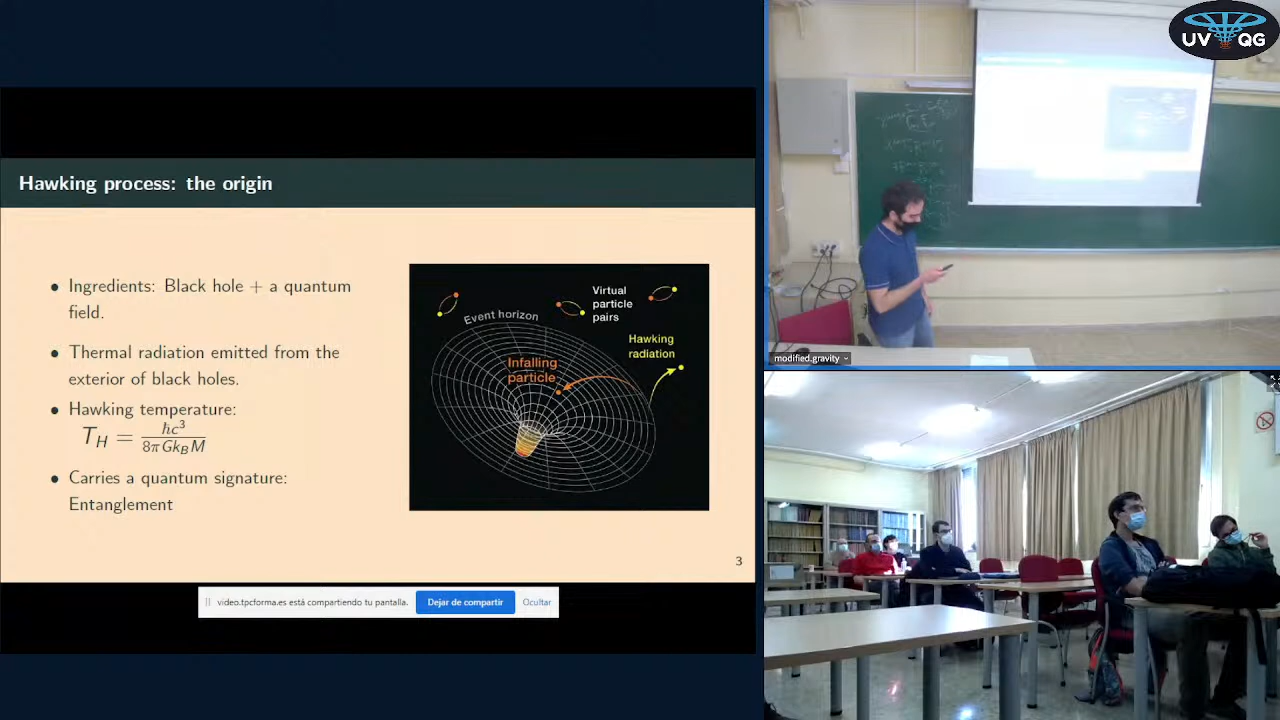 Hawking process: the origin
• Ingredients: Black hole + a quantum
field.
• Thermal radiation emitted from the
exterior of black holes.
• Hawking temperature:
T_H = ħc³ / 8πGk_BM
• Carries a quantum signature:
Entanglement
Virtual
particle
pairs
Event horizon
Hawking
radiation
Infalling
particle
3
video.tpcforma.es está compartiendo tu pantalla.
Dejar de compartir
Ocultar
UV QG
modified.gravity